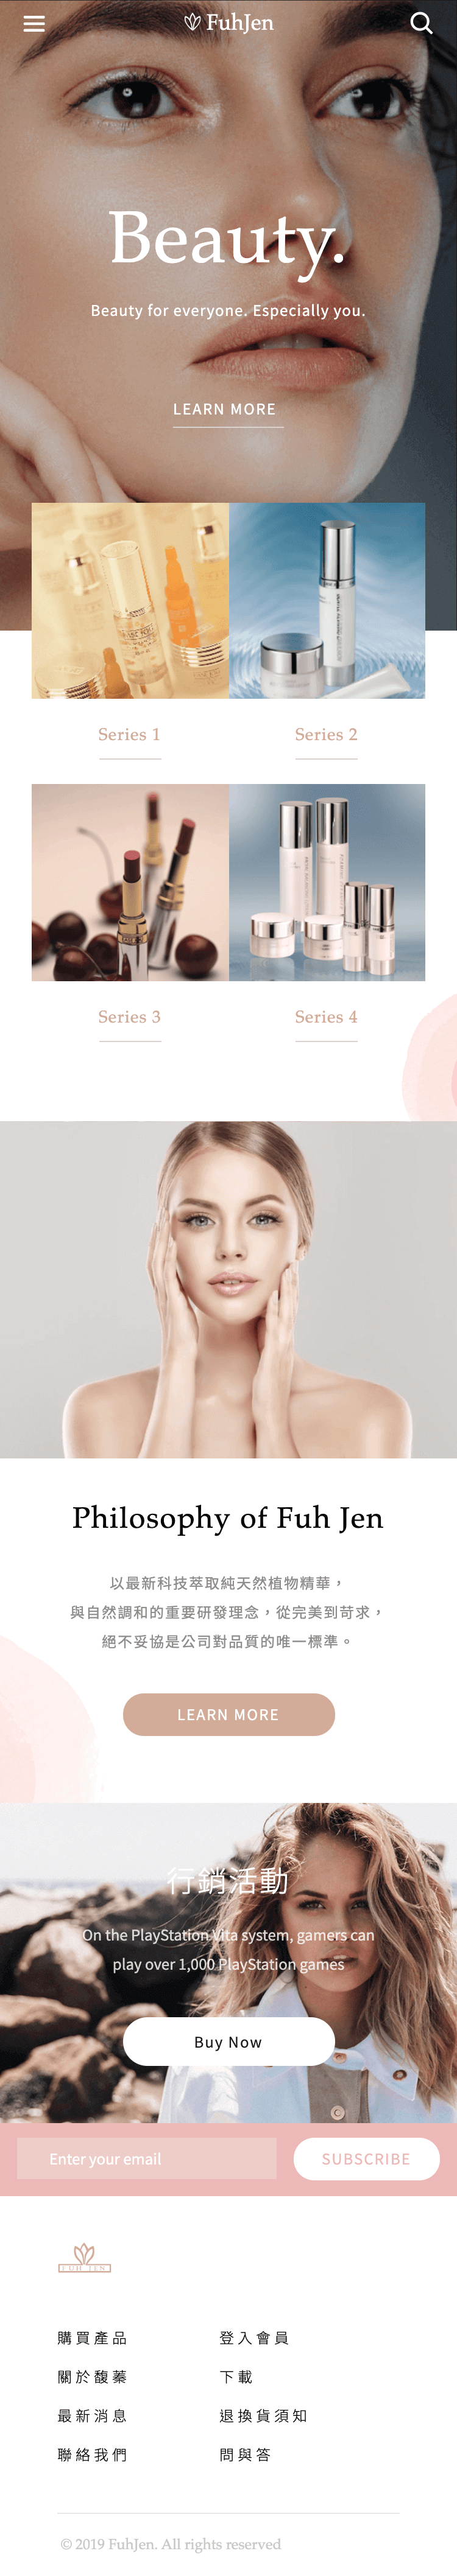 FuhJen
Beauty.
Beauty for everyone. Especially you.
LEARN MORE
Series 1
Series 2
Series 3
Series 4
Philosophy of Fuh Jen
以最新科技萃取純天然植物精華，
與自然調和的重要研發理念，從完美到苛求，
絕不妥協是公司對品質的唯一標準。
LEARN MORE
行銷活動
On the PlayStation Vita system, gamers can
play over 1,000 PlayStation games
Buy Now
Enter your email
SUBSCRIBE
FUH JEN
購買產品
登入會員
關於馥蓁
下載
最新消息
退換貨須知
聯絡我們
問與答
© 2019 FuhJen. All rights reserved